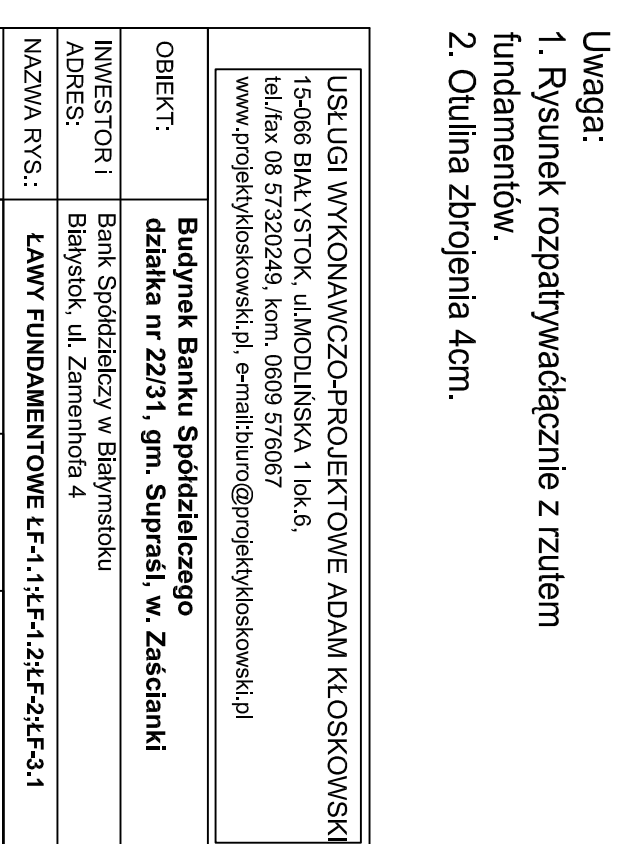 Uwaga:
1. Rysunek rozpatrywaćłącznie z rzutem
fundamentów.
2. Otulina zbrojenia 4cm.
USŁUGI WYKONAWCZO-PROJEKTOWE ADAM KŁOSKOWSKI
15-066 BIAŁYSTOK, ul.MODLIŃSKA 1 lok.6,
tel./fax 08 57320249, kom. 0609 576067
www.projektykloskowski.pl, e-mail:biuro@projektykloskowski.pl
OBIEKT:
Budynek Banku Spółdzielczego
działka nr 22/31, gm. Supraśl, w. Zaścianki
INWESTOR i
ADRES:
Bank Spółdzielczy w Białymstoku
Białystok, ul. Zamenhofa 4
NAZWA RYS.:
ŁAWY FUNDAMENTOWE ŁF-1.1;ŁF-1.2;ŁF-2;ŁF-3.1